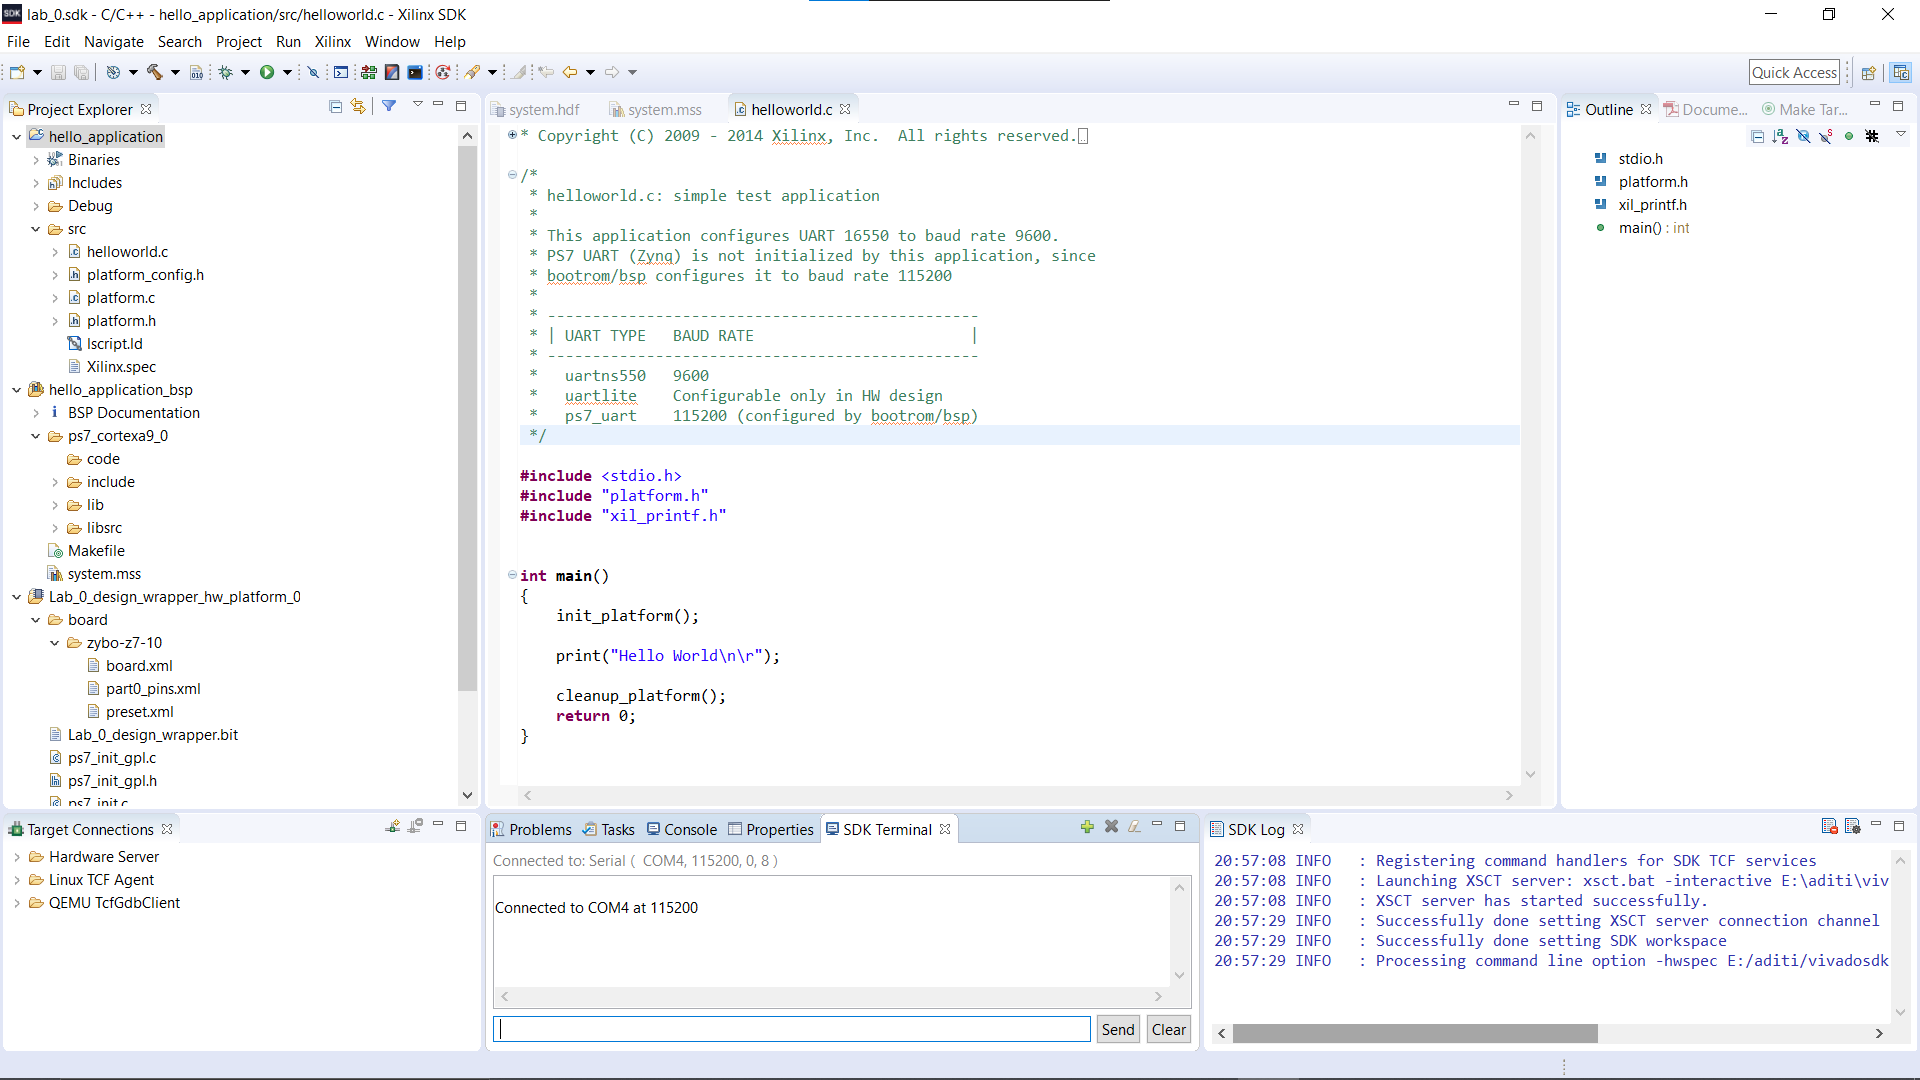 SDK lab_0.sdk - C/C++ - hello_application/src/helloworld.c - Xilinx SDK
File Edit Navigate Search Project Run Xilinx Window Help
Quick Access
Project Explorer
hello_application
Binaries
Includes
Debug
src
helloworld.c
platform_config.h
platform.c
platform.h
lscript.ld
Xilinx.spec
hello_application_bsp
BSP Documentation
ps7_cortexa9_0
code
include
lib
libsrc
Makefile
system.mss
Lab_0_design_wrapper_hw_platform_0
board
zybo-z7-10
board.xml
part0_pins.xml
preset.xml
Lab_0_design_wrapper.bit
ps7_init_gpl.c
ps7_init_gpl.h
ps7_init.c
system.hdf system.mss helloworld.c
* Copyright (C) 2009 - 2014 Xilinx, Inc.  All rights reserved.
/*
 * helloworld.c: simple test application
 *
 * This application configures UART 16550 to baud rate 9600.
 * PS7 UART (Zynq) is not initialized by this application, since
 * bootrom/bsp configures it to baud rate 115200
 *
 * ------------------------------------------------
 * | UART TYPE   BAUD RATE                        |
 * ------------------------------------------------
 *   uartns550   9600
 *   uartlite    Configurable only in HW design
 *   ps7_uart    115200 (configured by bootrom/bsp)
 */
#include <stdio.h>
#include "platform.h"
#include "xil_printf.h"
int main()
{
    init_platform();
    print("Hello World\n\r");
    cleanup_platform();
    return 0;
}
Outline Docume... Make Tar...
stdio.h
platform.h
xil_printf.h
main() : int
Target Connections
Hardware Server
Linux TCF Agent
QEMU TcfGdbClient
Problems Tasks Console Properties SDK Terminal
Connected to: Serial ( COM4, 115200, 0, 8 )
Connected to COM4 at 115200
Send Clear
SDK Log
20:57:08 INFO   : Registering command handlers for SDK TCF services
20:57:08 INFO   : Launching XSCT server: xsct.bat -interactive E:\aditi\viv
20:57:08 INFO   : XSCT server has started successfully.
20:57:29 INFO   : Successfully done setting XSCT server connection channel
20:57:29 INFO   : Successfully done setting SDK workspace
20:57:29 INFO   : Processing command line option -hwspec E:/aditi/vivadosdk